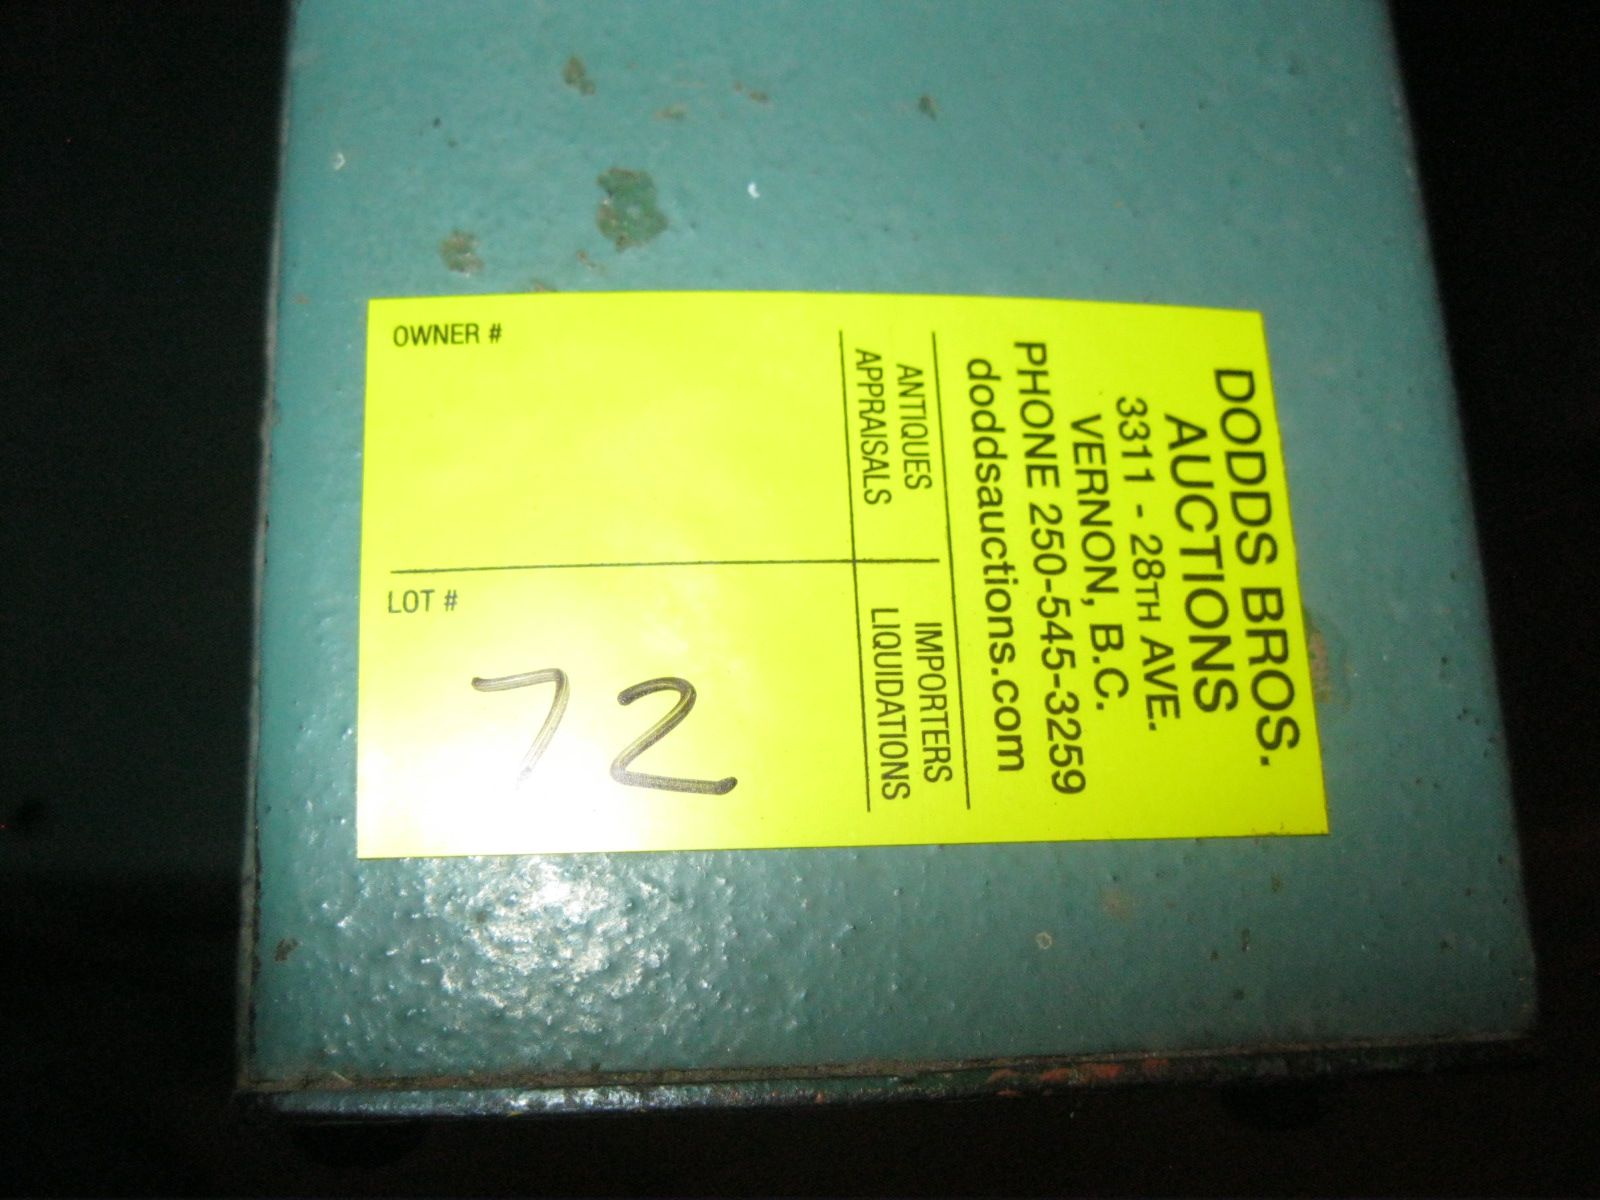 DODDS BROS.
AUCTIONS
3311 - 28TH AVE.
VERNON, B.C.
PHONE 250-545-3259
doddsauctions.com
ANTIQUES
APPRAISALS
IMPORTERS
LIQUIDATIONS
OWNER #
LOT #
72